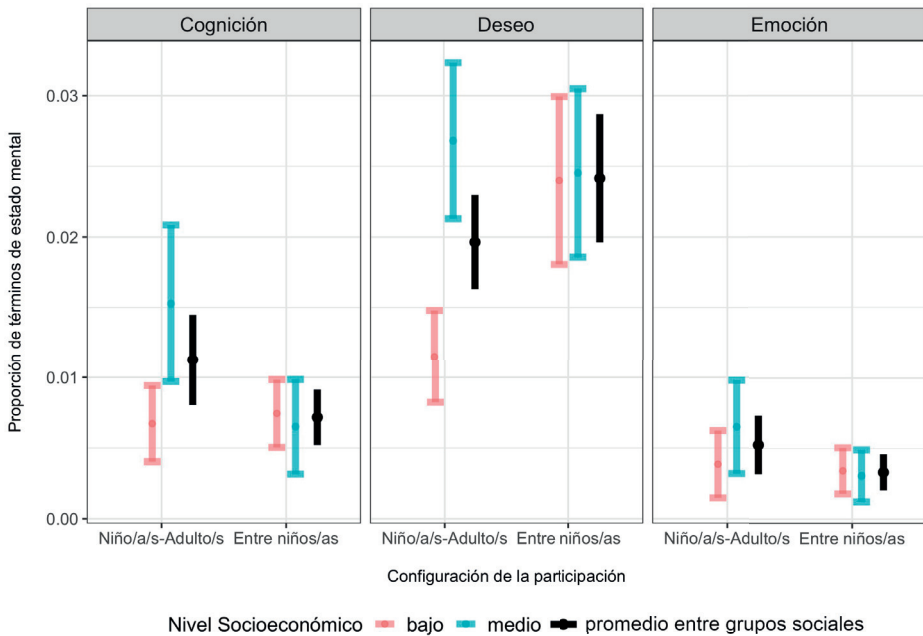 Cognición Deseo Emoción
Proporción de términos de estado mental
0.03
0.02
0.01
0.00
Niño/a/s-Adulto/s Entre niños/as Niño/a/s-Adulto/s Entre niños/as Niño/a/s-Adulto/s Entre niños/as
Configuración de la participación
Nivel Socioeconómico bajo medio promedio entre grupos sociales